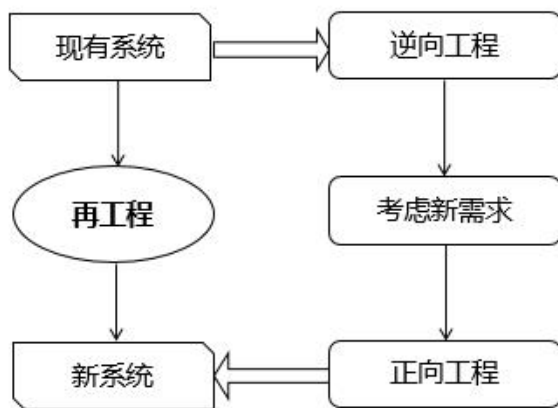 现有系统
逆向工程
再工程
考虑新需求
新系统
正向工程